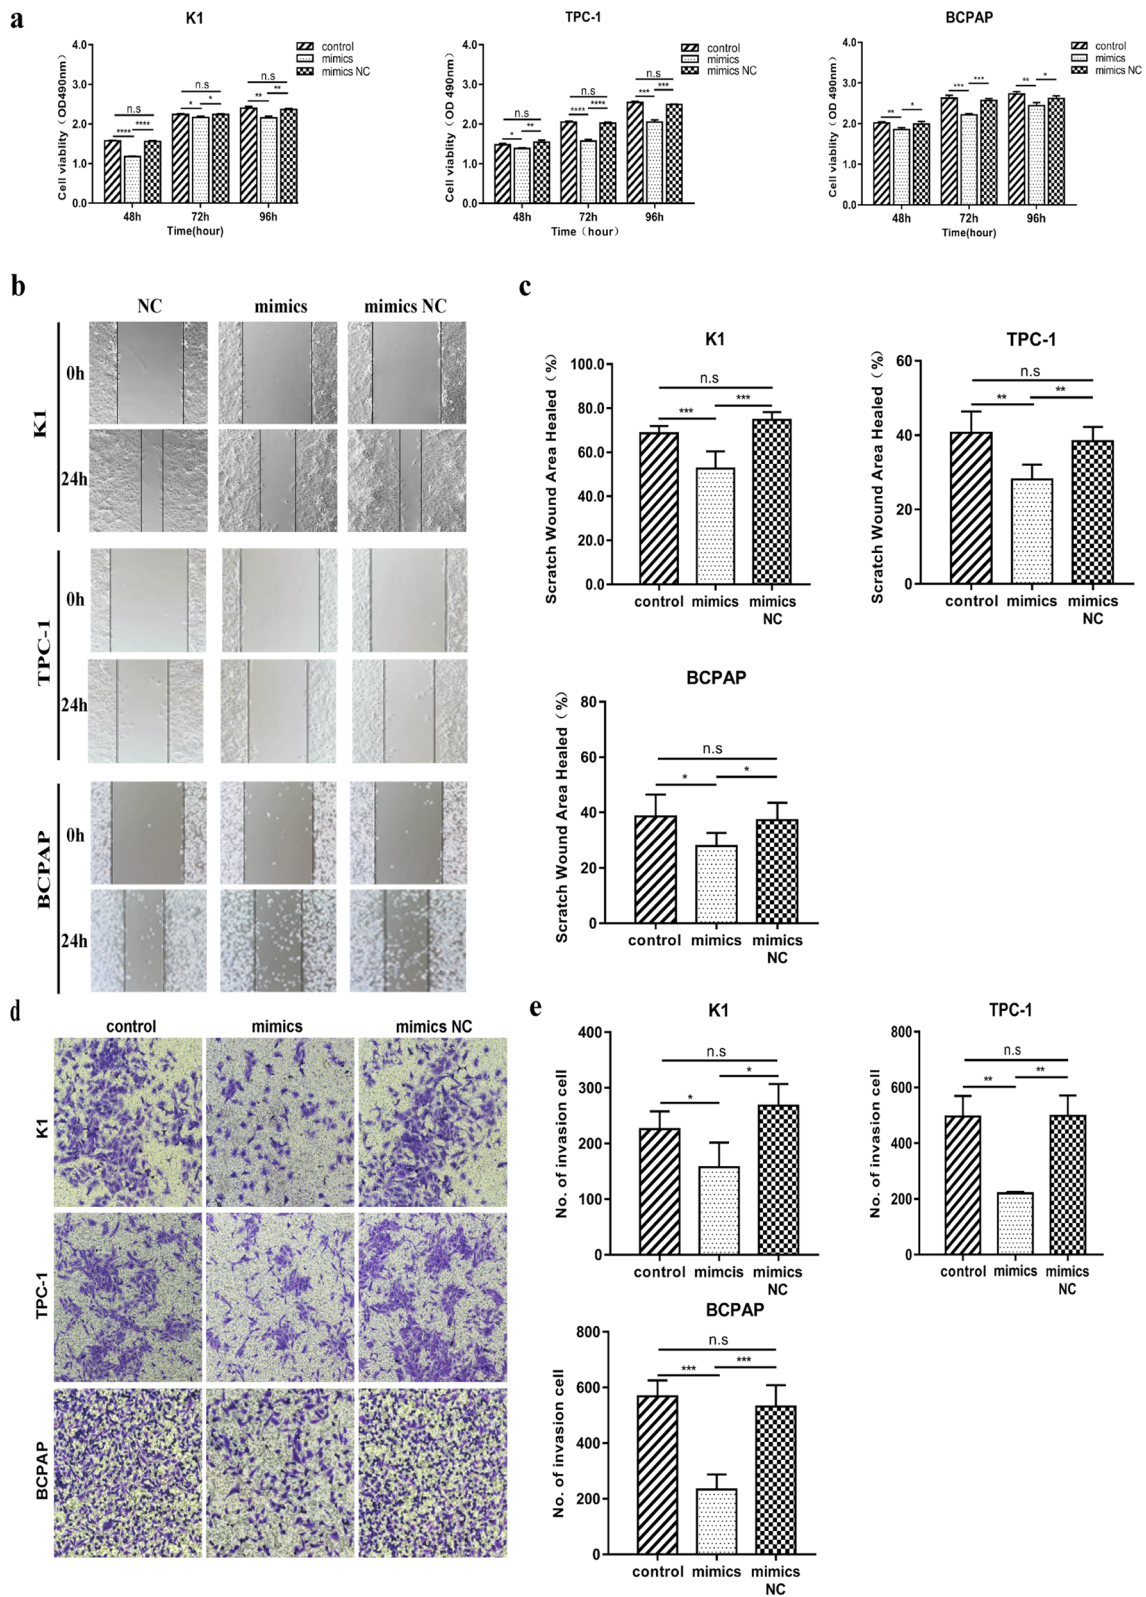 a
K1
TPC-1
BCPAP
Cell viablity（OD490nm）
4.0
3.0
2.0
1.0
0.0
n.s
****
****
n.s
*
*
n.s
**
**
control
mimics
mimics NC
48h
72h
96h
Time(hour)
Cell viablity（OD 490nm）
4.0
3.0
2.0
1.0
0.0
n.s
*
**
n.s
****
****
n.s
***
***
control
mimics
mimics NC
48h
72h
96h
Time（hour）
Cell viablity（OD 490nm）
4.0
3.0
2.0
1.0
0.0
**
*
***
***
**
*
control
mimics
mimics NC
48h
72h
96h
Time(hour)
b
NC
mimics
mimics NC
K1
0h
24h
TPC-1
0h
24h
BCPAP
0h
24h
c
K1
Scratch Wound Area Healed（%）
100.0
80.0
60.0
40.0
20.0
0.0
n.s
***
***
control
mimics
mimics
NC
TPC-1
Scratch Wound Area Healed（%）
60
40
20
0
n.s
**
**
control
mimics
mimics
NC
BCPAP
Scratch Wound Area Healed（%）
80
60
40
20
0
n.s
*
*
control
mimics
mimics
NC
d
control
mimics
mimics NC
K1
TPC-1
BCPAP
e
K1
No. of invasion cell
400
300
200
100
0
n.s
*
*
control
mimcis
mimics
NC
TPC-1
No. of invasion cell
800
600
400
200
0
n.s
**
**
control
mimics
mimics
NC
BCPAP
No. of invasion cell
800
600
400
200
0
n.s
***
***
control
mimics
mimics
NC